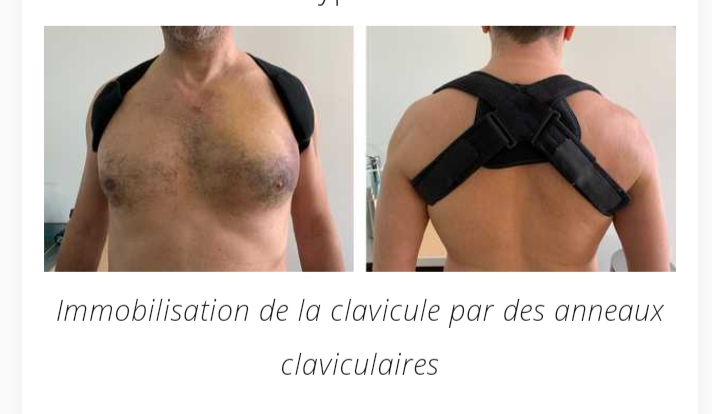 Immobilisation de la clavicule par des anneaux
claviculaires